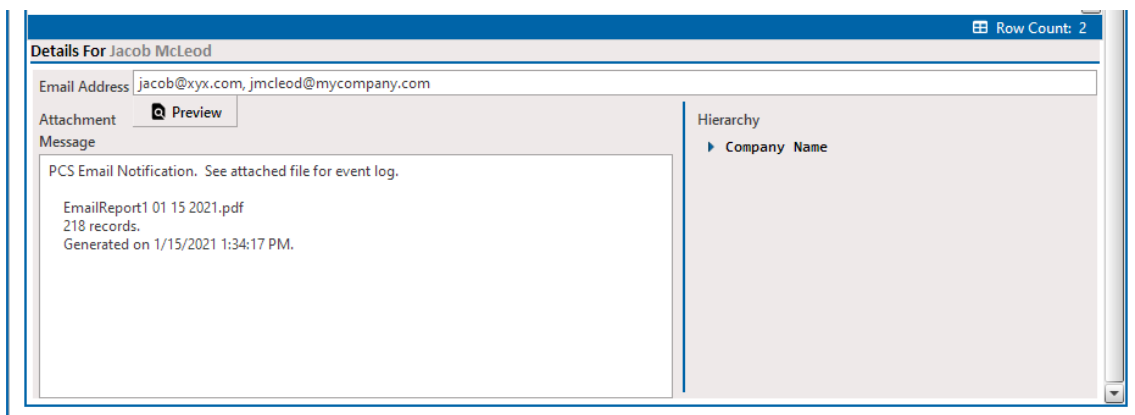 Row Count: 2
Details For Jacob McLeod
Email Address jacob@xyx.com, jmcleod@mycompany.com
Attachment Preview
Message
PCS Email Notification. See attached file for event log.
EmailReport1 01 15 2021.pdf
218 records.
Generated on 1/15/2021 1:34:17 PM.
Hierarchy
Company Name